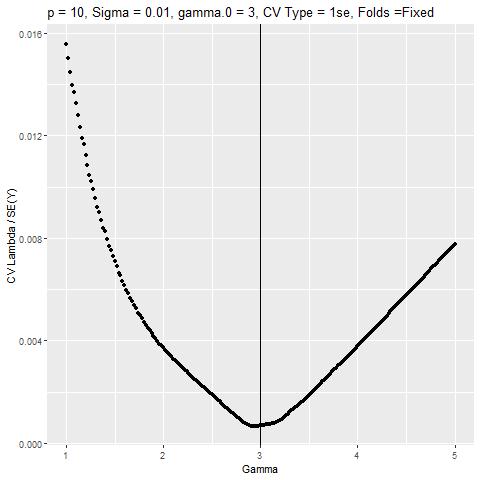 p = 10, Sigma = 0.01, gamma.0 = 3, CV Type = 1se, Folds =Fixed
CV Lambda / SE(Y)
0.016
0.012
0.008
0.004
0.000
1 2 3 4 5
Gamma